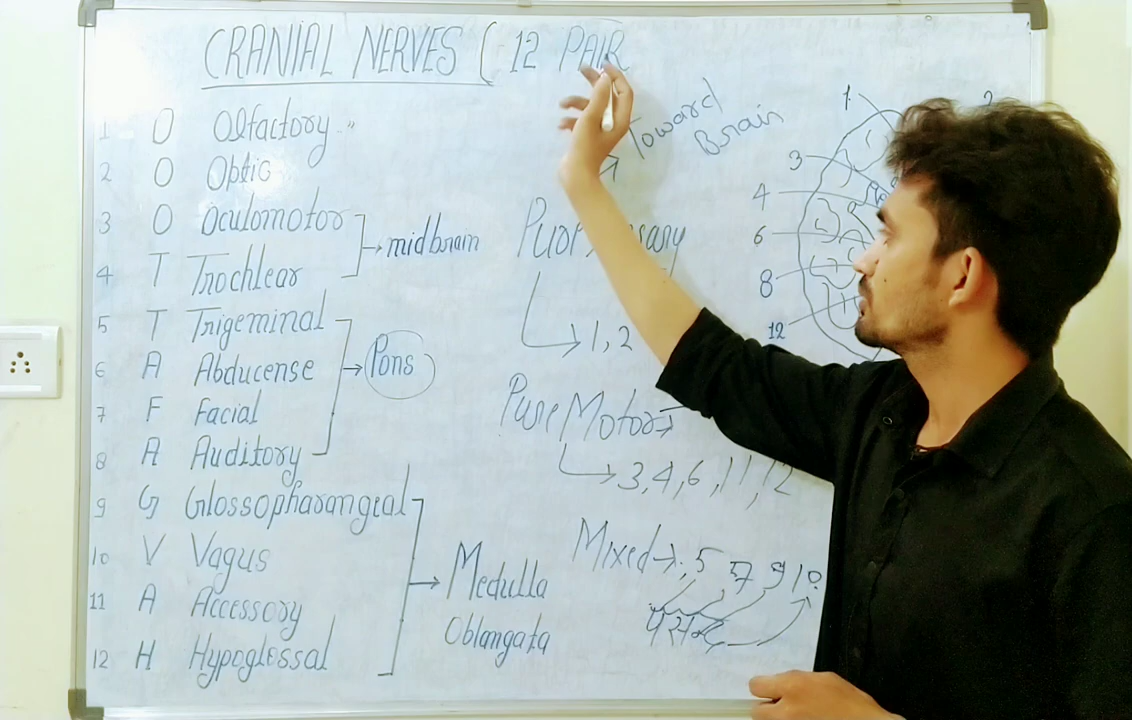 CRANIAL NERVES ( 12 PAIR
1 O Olfactory
2 O Optic
3 O Oculomotor
4 T Trochlear
→ midbrain
5 T Trigeminal
6 A Abducense
7 F Facial
8 A Auditory
→ Pons
9 G Glossopharangeal
10 V Vagus
11 A Accessory
12 H Hypoglossal
→ Medulla
Oblangata
Toward
Brain
→ 1, 2
Pure Motor →
→ 3, 4, 6, 11, 12
Mixed → 5 7 9 10
1
2
3
4
6
8
12